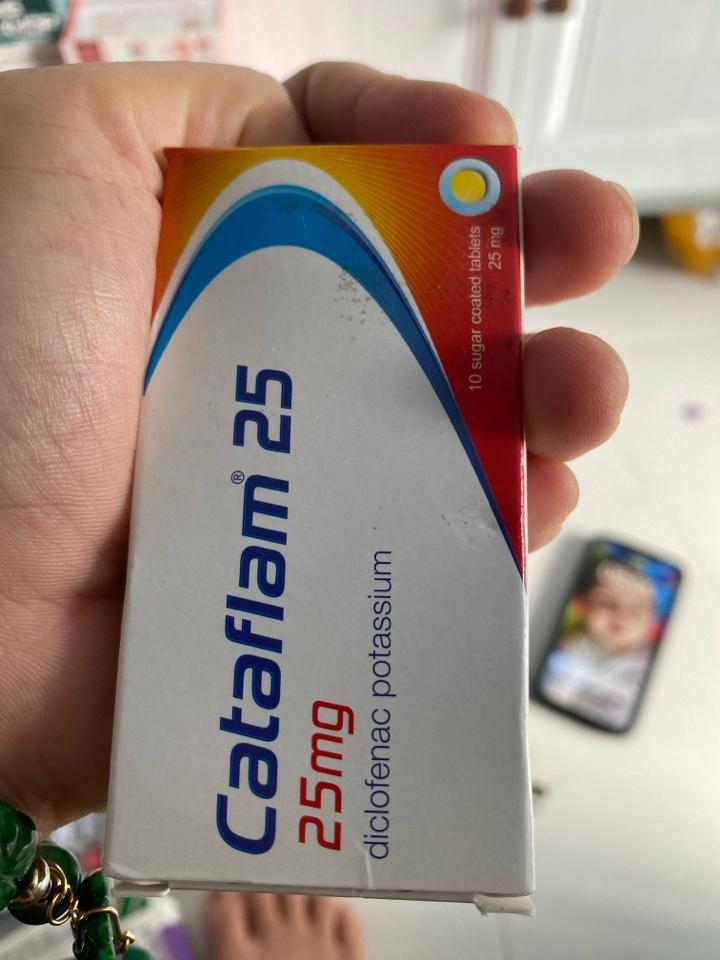 Cataflam® 25
25mg
diclofenac potassium
10 sugar coated tablets
25 mg